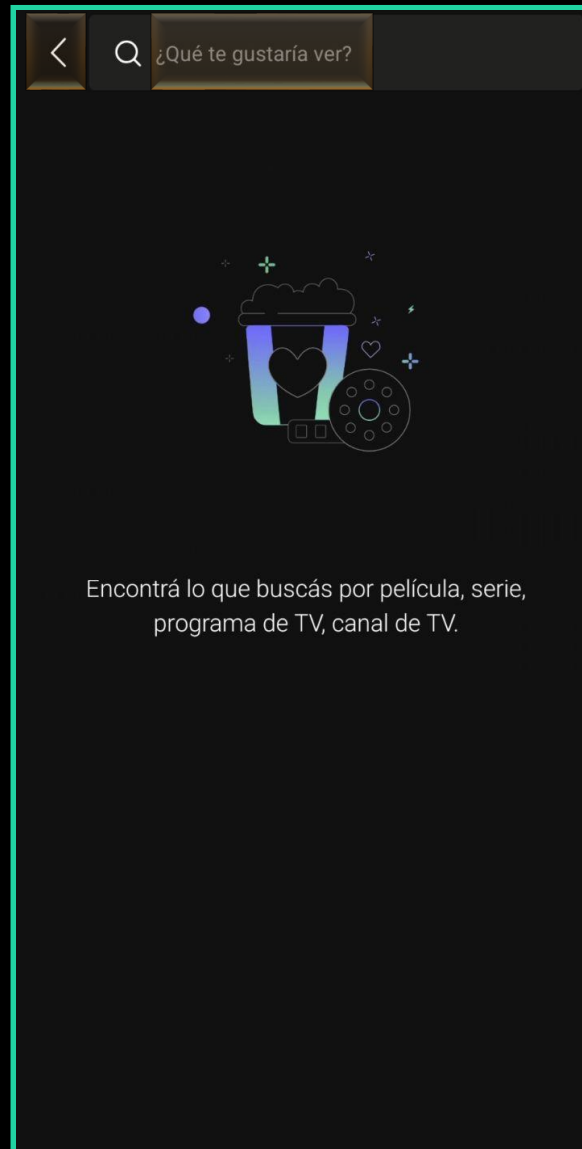 ¿Qué te gustaría ver?
Encontrá lo que buscás por película, serie,
programa de TV, canal de TV.